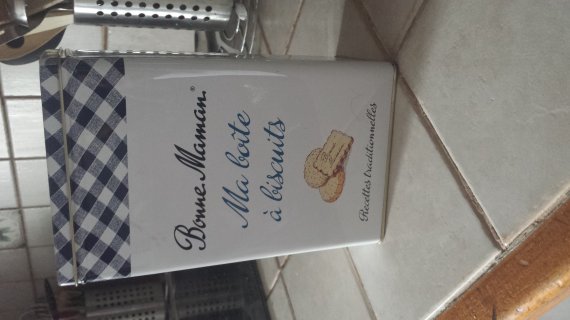 Bonne Maman®
Ma boîte
à biscuits
Recettes traditionnelles